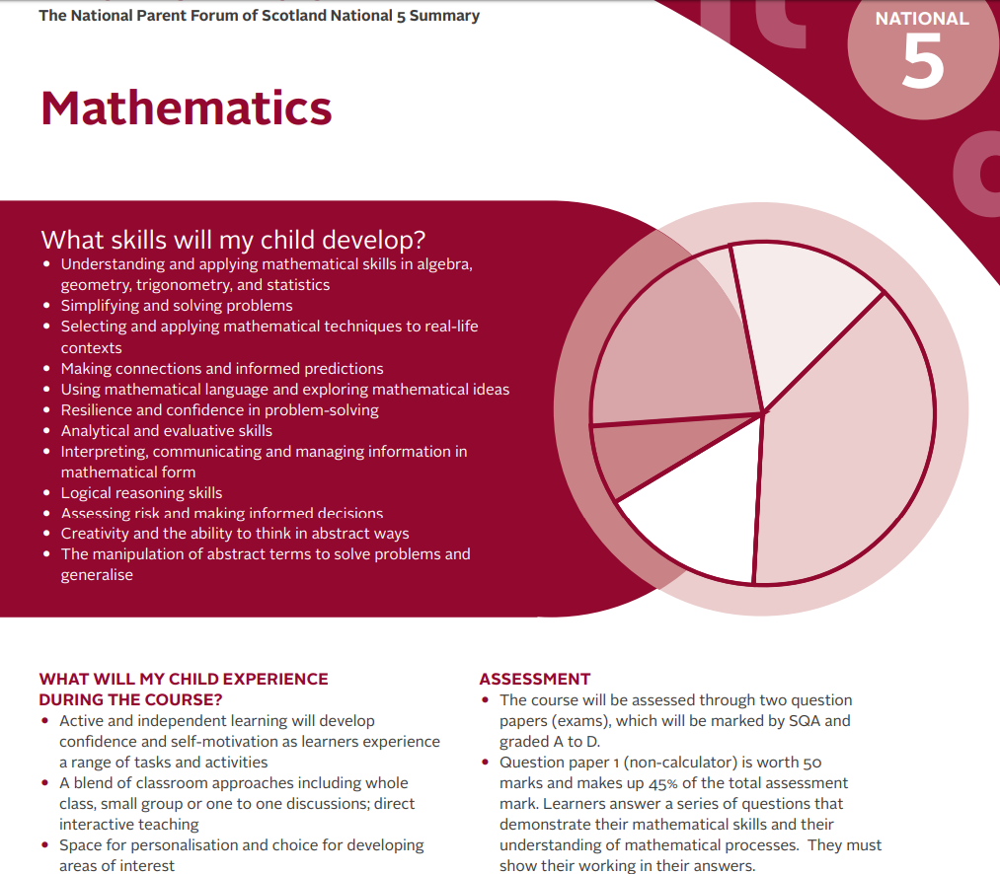 The National Parent Forum of Scotland National 5 Summary
NATIONAL
5
Mathematics
What skills will my child develop?
• Understanding and applying mathematical skills in algebra,
geometry, trigonometry, and statistics
• Simplifying and solving problems
• Selecting and applying mathematical techniques to real-life
contexts
• Making connections and informed predictions
• Using mathematical language and exploring mathematical ideas
• Resilience and confidence in problem-solving
• Analytical and evaluative skills
• Interpreting, communicating and managing information in
mathematical form
• Logical reasoning skills
• Assessing risk and making informed decisions
• Creativity and the ability to think in abstract ways
• The manipulation of abstract terms to solve problems and
generalise
WHAT WILL MY CHILD EXPERIENCE
DURING THE COURSE?
• Active and independent learning will develop
confidence and self-motivation as learners experience
a range of tasks and activities
• A blend of classroom approaches including whole
class, small group or one to one discussions; direct
interactive teaching
• Space for personalisation and choice for developing
areas of interest
ASSESSMENT
• The course will be assessed through two question
papers (exams), which will be marked by SQA and
graded A to D.
• Question paper 1 (non-calculator) is worth 50
marks and makes up 45% of the total assessment
mark. Learners answer a series of questions that
demonstrate their mathematical skills and their
understanding of mathematical processes. They must
show their working in their answers.